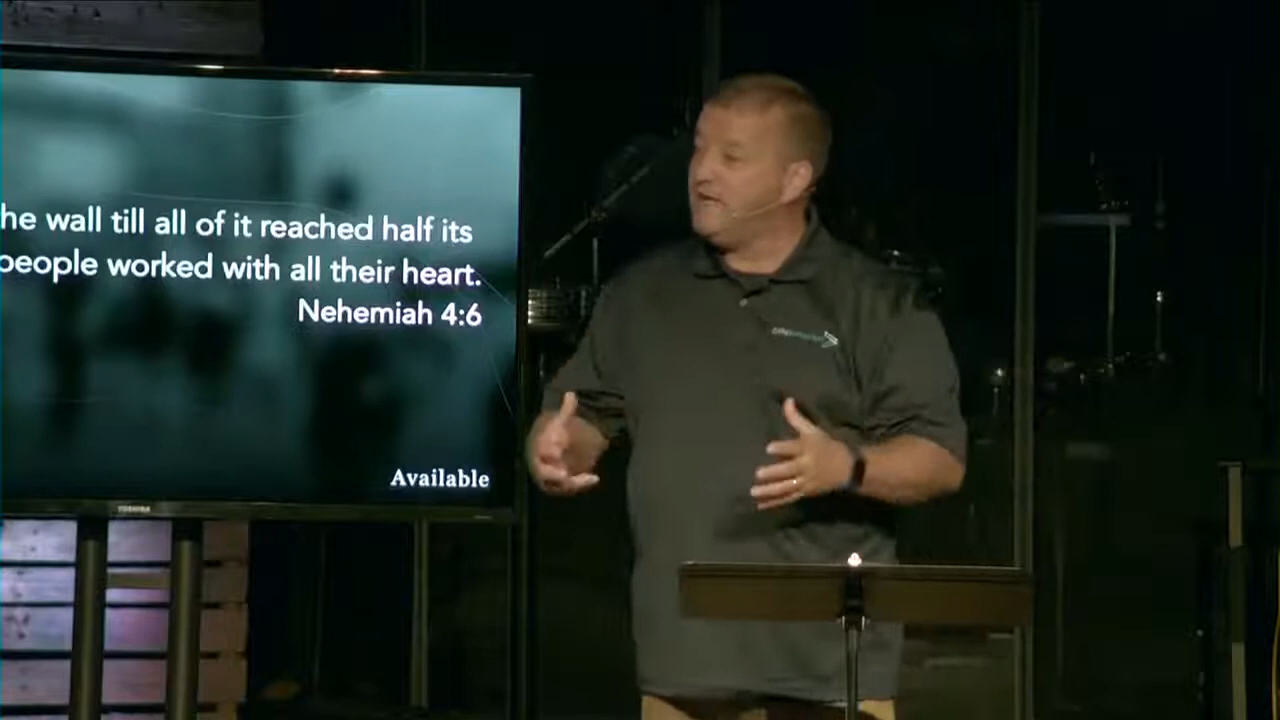 he wall till all of it reached half its
people worked with all their heart.
Nehemiah 4:6
Available
TOSHIBA